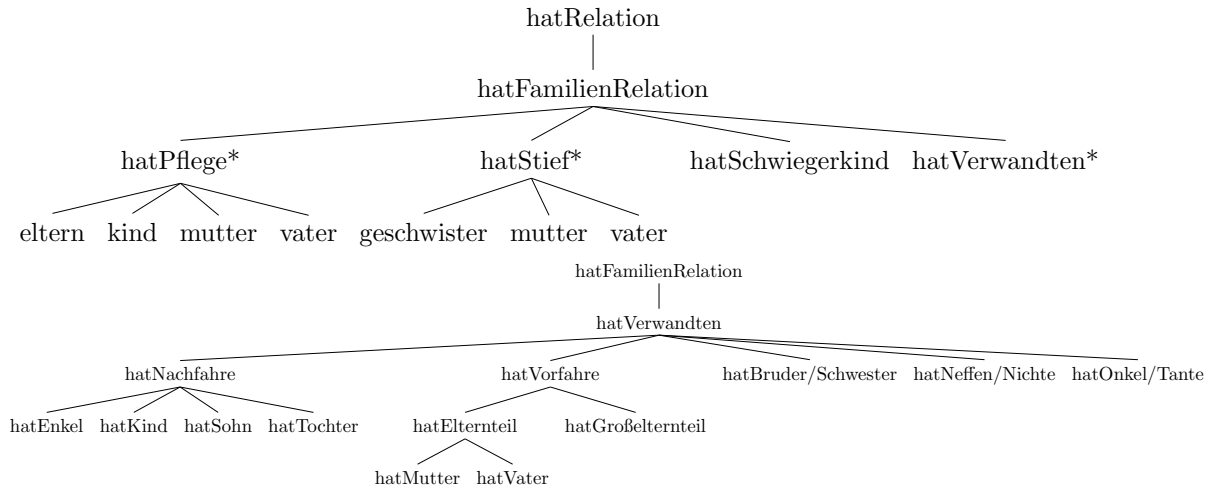 hatRelation
hatFamilienRelation
hatPflege* hatStief* hatSchwiegerkind hatVerwandten*
eltern kind mutter vater geschwister mutter vater
hatFamilienRelation
hatVerwandten
hatNachfahre hatVorfahre hatBruder/Schwester hatNeffen/Nichte hatOnkel/Tante
hatEnkel hatKind hatSohn hatTochter hatElternteil hatGroßelternteil
hatMutter hatVater